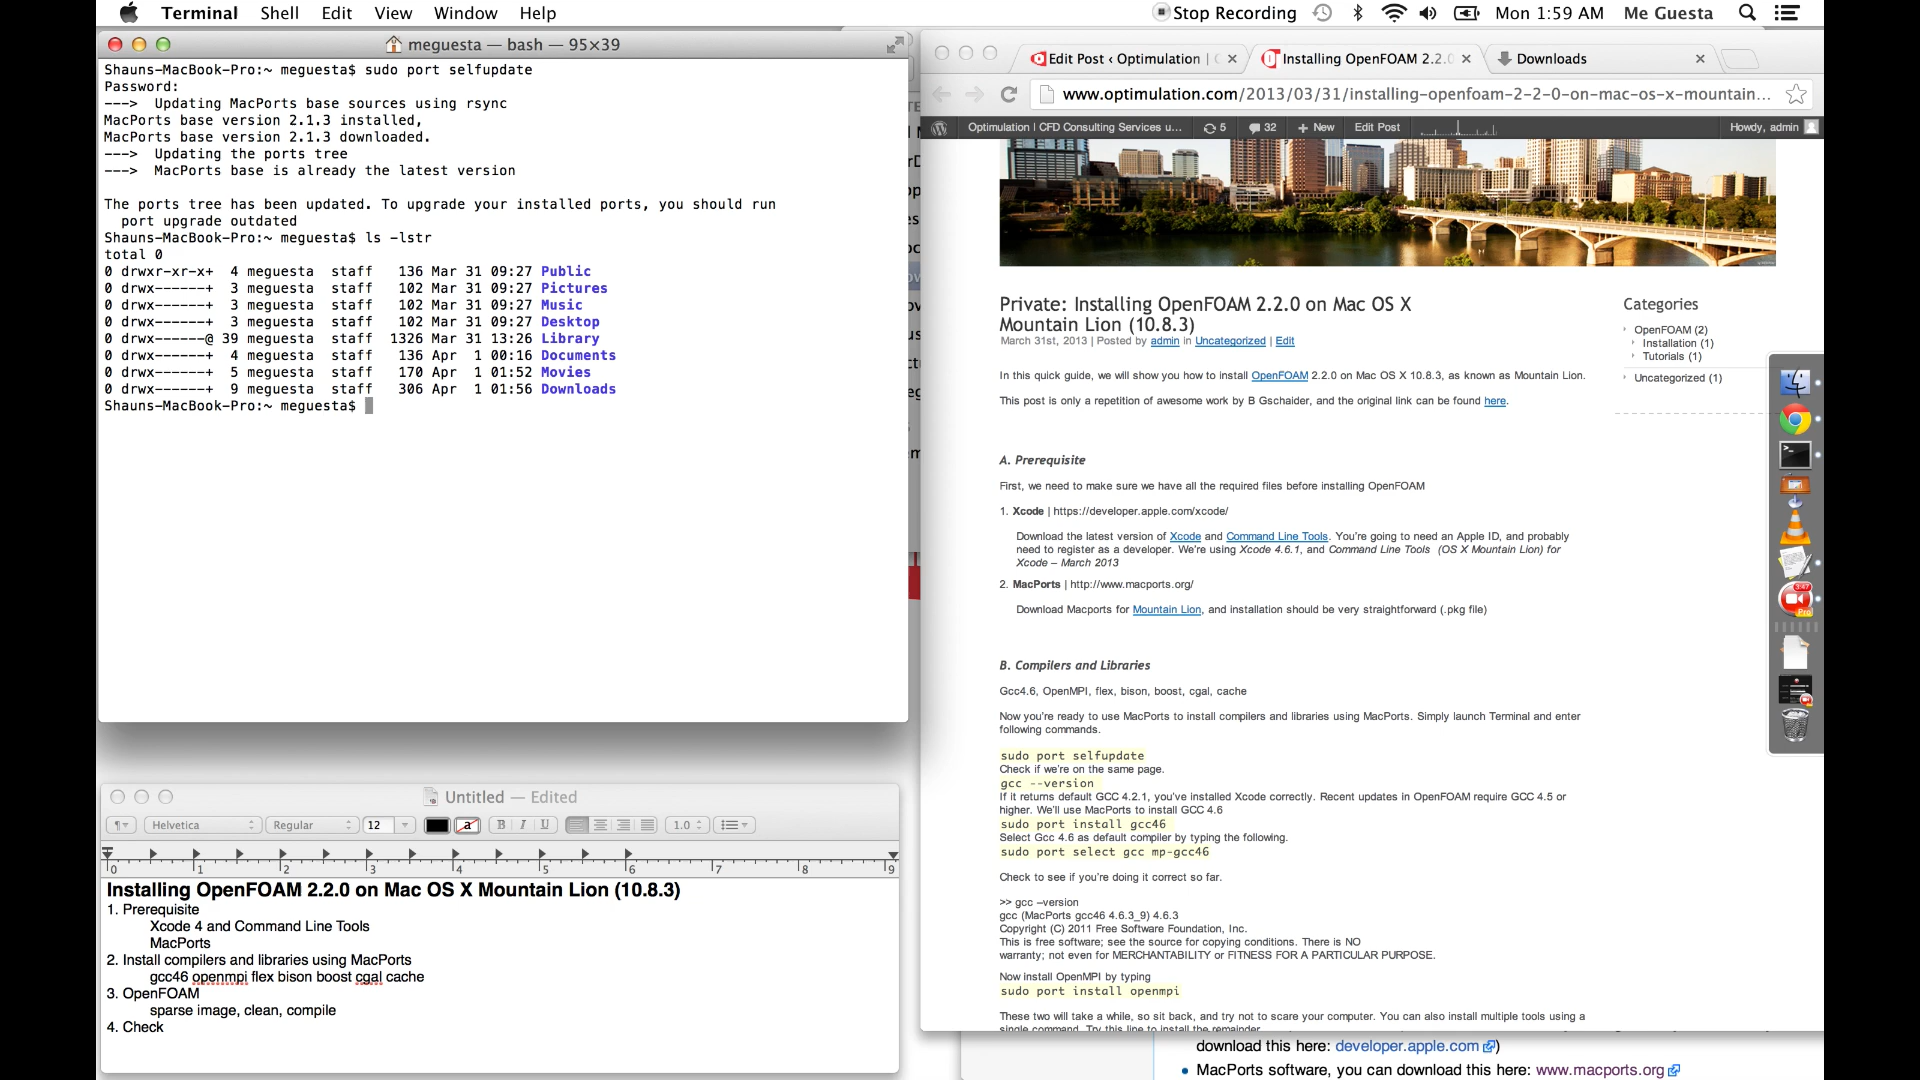 Terminal Shell Edit View Window Help
Stop Recording Mon 1:59 AM Me Guesta
meguesta — bash — 95×39
Shauns-MacBook-Pro:~ meguesta$ sudo port selfupdate
Password:
---> Updating MacPorts base sources using rsync
MacPorts base version 2.1.3 installed,
MacPorts base version 2.1.3 downloaded.
---> Updating the ports tree
---> MacPorts base is already the latest version
The ports tree has been updated. To upgrade your installed ports, you should run
port upgrade outdated
Shauns-MacBook-Pro:~ meguesta$ ls -lstr
total 0
0 drwxr-xr-x+ 4 meguesta staff 136 Mar 31 09:27 Public
0 drwx------+ 3 meguesta staff 102 Mar 31 09:27 Pictures
0 drwx------+ 3 meguesta staff 102 Mar 31 09:27 Music
0 drwx------+ 3 meguesta staff 102 Mar 31 09:27 Desktop
0 drwx------@ 39 meguesta staff 1326 Mar 31 13:26 Library
0 drwx------+ 4 meguesta staff 136 Apr 1 00:16 Documents
0 drwx------+ 5 meguesta staff 170 Apr 1 01:52 Movies
0 drwx------+ 9 meguesta staff 306 Apr 1 01:56 Downloads
Shauns-MacBook-Pro:~ meguesta$
Untitled — Edited
Helvetica Regular 12 a B I U 1.0
0 1 2 3 4 5 6 7 8 9
Installing OpenFOAM 2.2.0 on Mac OS X Mountain Lion (10.8.3)
1. Prerequisite
Xcode 4 and Command Line Tools
MacPorts
2. Install compilers and libraries using MacPorts
gcc46 openmpi flex bison boost cgal cache
3. OpenFOAM
sparse image, clean, compile
4. Check
Edit Post ‹ Optimulation | Installing OpenFOAM 2.2.0 Downloads
www.optimulation.com/2013/03/31/installing-openfoam-2-2-0-on-mac-os-x-mountain...
Optimulation | CFD Consulting Services u... 5 32 + New Edit Post Howdy, admin
Private: Installing OpenFOAM 2.2.0 on Mac OS X
Mountain Lion (10.8.3)
March 31st, 2013 | Posted by admin in Uncategorized | Edit
In this quick guide, we will show you how to install OpenFOAM 2.2.0 on Mac OS X 10.8.3, as known as Mountain Lion.
This post is only a repetition of awesome work by B Gschaider, and the original link can be found here.
A. Prerequisite
First, we need to make sure we have all the required files before installing OpenFOAM
1. Xcode | https://developer.apple.com/xcode/
Download the latest version of Xcode and Command Line Tools. You're going to need an Apple ID, and probably
need to register as a developer. We're using Xcode 4.6.1, and Command Line Tools (OS X Mountain Lion) for
Xcode – March 2013
2. MacPorts | http://www.macports.org/
Download Macports for Mountain Lion, and installation should be very straightforward (.pkg file)
B. Compilers and Libraries
Gcc4.6, OpenMPI, flex, bison, boost, cgal, cache
Now you're ready to use MacPorts to install compilers and libraries using MacPorts. Simply launch Terminal and enter
following commands.
sudo port selfupdate
Check if we're on the same page.
gcc --version
If it returns default GCC 4.2.1, you've installed Xcode correctly. Recent updates in OpenFOAM require GCC 4.5 or
higher. We'll use MacPorts to install GCC 4.6
sudo port install gcc46
Select Gcc 4.6 as default compiler by typing the following.
sudo port select gcc mp-gcc46
Check to see if you're doing it correct so far.
>> gcc –version
gcc (MacPorts gcc46 4.6.3_9) 4.6.3
Copyright (C) 2011 Free Software Foundation, Inc.
This is free software; see the source for copying conditions. There is NO
warranty; not even for MERCHANTABILITY or FITNESS FOR A PARTICULAR PURPOSE.
Now install OpenMPI by typing
sudo port install openmpi
These two will take a while, so sit back, and try not to scare your computer. You can also install multiple tools using a
single command. Try this line to install the remainder
Categories
OpenFOAM (2)
Installation (1)
Tutorials (1)
Uncategorized (1)
3:47
Pro
download this here: developer.apple.com )
• MacPorts software, you can download this here: www.macports.org